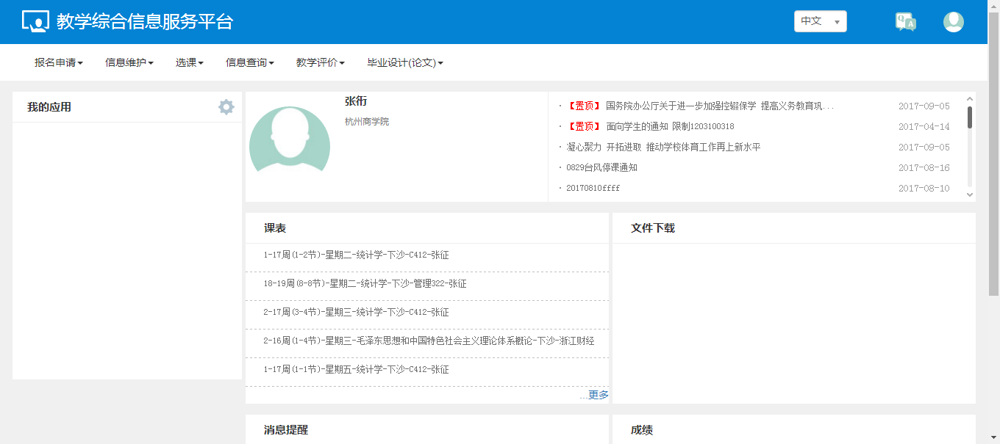 教学综合信息服务平台
中文
报名申请 信息维护 选课 信息查询 教学评价 毕业设计(论文)
我的应用
张衎
杭州商学院
· 【置顶】 国务院办公厅关于进一步加强控辍保学 提高义务教育巩... 2017-09-05
· 【置顶】 面向学生的通知 限制1203100318 2017-04-14
· 凝心聚力 开拓进取 推动学校体育工作再上新水平 2017-09-05
· 0829台风停课通知 2017-08-16
· 20170810ffff 2017-08-10
课表
1-17周(1-2节)-星期二-统计学-下沙-C412-张征
18-19周(8-8节)-星期二-统计学-下沙-管理322-张征
2-17周(3-4节)-星期三-统计学-下沙-C412-张征
2-16周(1-4节)-星期三-毛泽东思想和中国特色社会主义理论体系概论-下沙-浙江财经
1-17周(1-1节)-星期五-统计学-下沙-C412-张征
...更多
文件下载
消息提醒
成绩